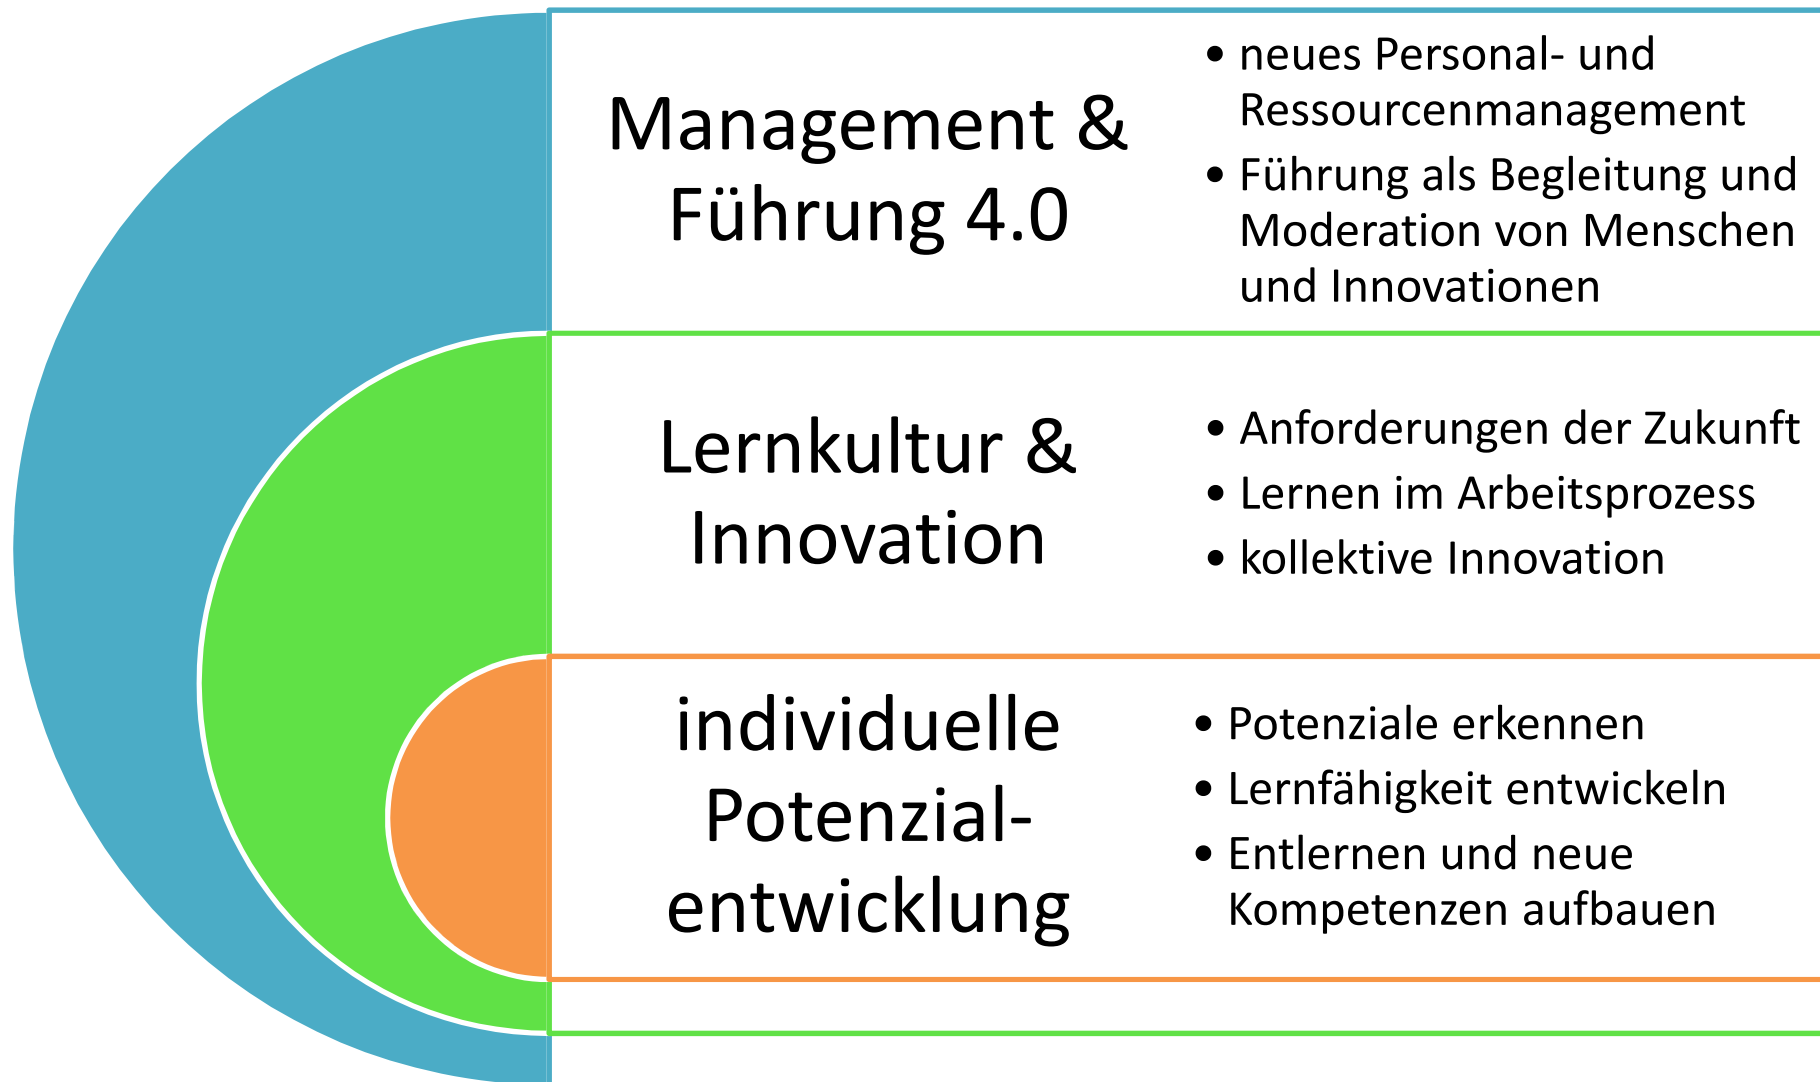 Management &
Führung 4.0
• neues Personal- und
Ressourcenmanagement
• Führung als Begleitung und
Moderation von Menschen
und Innovationen
Lernkultur &
Innovation
• Anforderungen der Zukunft
• Lernen im Arbeitsprozess
• kollektive Innovation
individuelle
Potenzial-
entwicklung
• Potenziale erkennen
• Lernfähigkeit entwickeln
• Entlernen und neue
Kompetenzen aufbauen